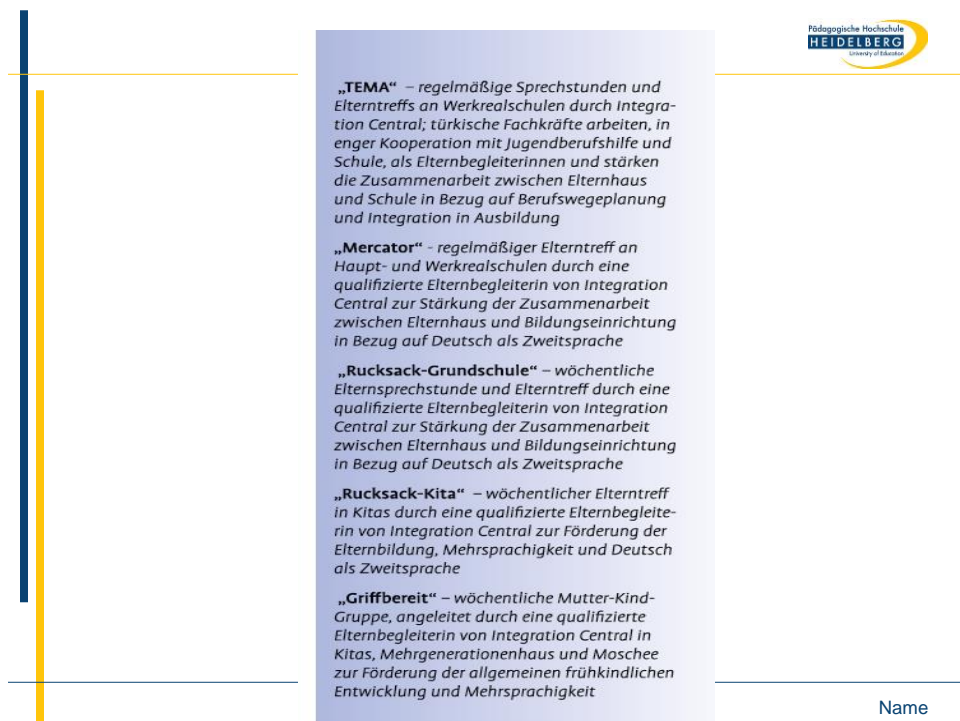 Pädagogische Hochschule
HEIDELBERG
University of Education
„TEMA“ – regelmäßige Sprechstunden und
Elterntreffs an Werkrealschulen durch Integra-
tion Central; türkische Fachkräfte arbeiten, in
enger Kooperation mit Jugendberufshilfe und
Schule, als Elternbegleiterinnen und stärken
die Zusammenarbeit zwischen Elternhaus
und Schule in Bezug auf Berufswegeplanung
und Integration in Ausbildung
„Mercator“ - regelmäßiger Elterntreff an
Haupt- und Werkrealschulen durch eine
qualifizierte Elternbegleiterin von Integration
Central zur Stärkung der Zusammenarbeit
zwischen Elternhaus und Bildungseinrichtung
in Bezug auf Deutsch als Zweitsprache
„Rucksack-Grundschule“ – wöchentliche
Elternsprechstunde und Elterntreff durch eine
qualifizierte Elternbegleiterin von Integration
Central zur Stärkung der Zusammenarbeit
zwischen Elternhaus und Bildungseinrichtung
in Bezug auf Deutsch als Zweitsprache
„Rucksack-Kita“ – wöchentlicher Elterntreff
in Kitas durch eine qualifizierte Elternbegleite-
rin von Integration Central zur Förderung der
Elternbildung, Mehrsprachigkeit und Deutsch
als Zweitsprache
„Griffbereit“ – wöchentliche Mutter-Kind-
Gruppe, angeleitet durch eine qualifizierte
Elternbegleiterin von Integration Central in
Kitas, Mehrgenerationenhaus und Moschee
zur Förderung der allgemeinen frühkindlichen
Entwicklung und Mehrsprachigkeit
Name